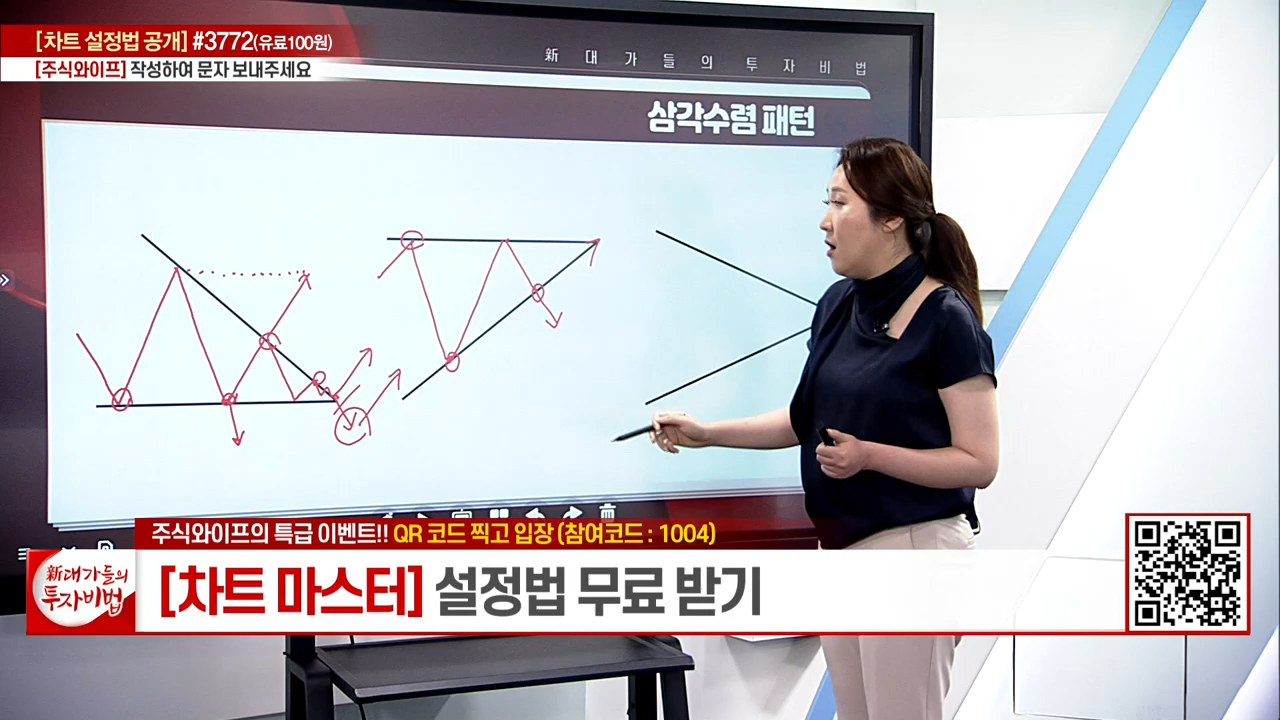 [차트 설정법 공개] #3772(유료100원)
[주식와이프] 작성하여 문자 보내주세요
新 대 가 들 의 투 자 비 법
삼각수렴 패턴
주식와이프의 특급 이벤트!! QR 코드 찍고 입장 (참여코드 : 1004)
新대가들의
투자비법
[차트 마스터] 설정법 무료 받기